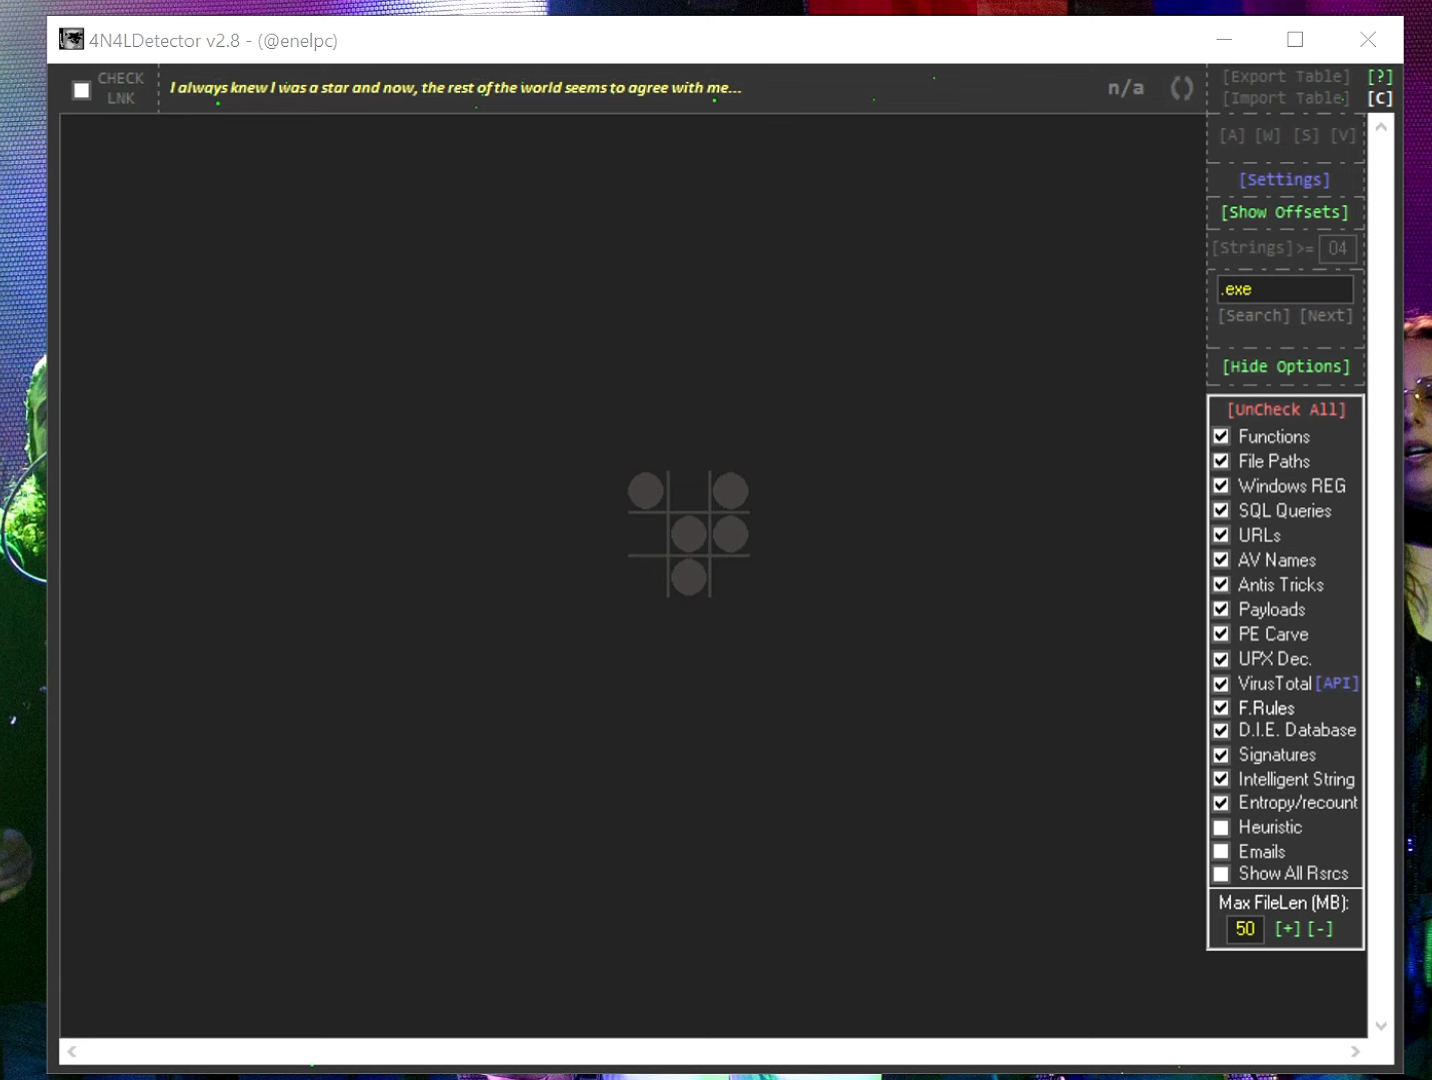 4N4LDetector v2.8 - (@enelpc)
CHECK
LNK
I always knew I was a star and now, the rest of the world seems to agree with me...
n/a
[Export Table]
[?]
[Import Table]
[C]
[A] [W] [S] [V]
[Settings]
[Show Offsets]
[Strings]>= 04
.exe
[Search] [Next]
[Hide Options]
[UnCheck All]
Functions
File Paths
Windows REG
SQL Queries
URLs
AV Names
Antis Tricks
Payloads
PE Carve
UPX Dec.
VirusTotal [API]
F.Rules
D.I.E. Database
Signatures
Intelligent String
Entropy/recount
Heuristic
Emails
Show All Rsrcs
Max FileLen (MB):
50 [+] [-]